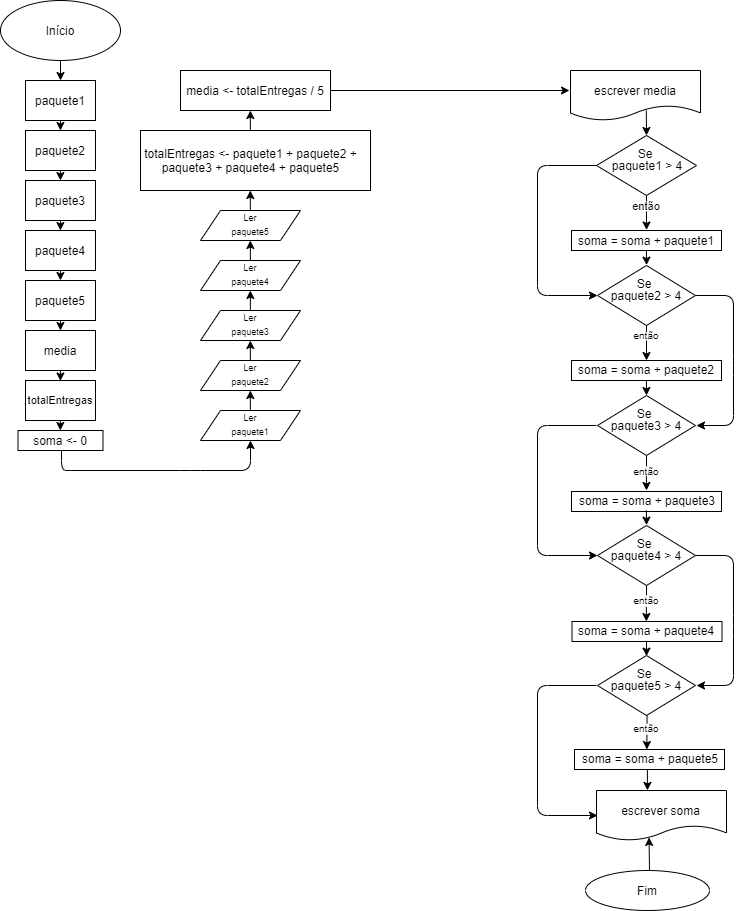 Início
paquete1
paquete2
paquete3
paquete4
paquete5
media
totalEntregas
soma <- 0
Ler
paquete1
Ler
paquete2
Ler
paquete3
Ler
paquete4
Ler
paquete5
totalEntregas <- paquete1 + paquete2 +
paquete3 + paquete4 + paquete5
media <- totalEntregas / 5
escrever media
Se
paquete1 > 4
então
soma = soma + paquete1
Se
paquete2 > 4
então
soma = soma + paquete2
Se
paquete3 > 4
então
soma = soma + paquete3
Se
paquete4 > 4
então
soma = soma + paquete4
Se
paquete5 > 4
então
soma = soma + paquete5
escrever soma
Fim